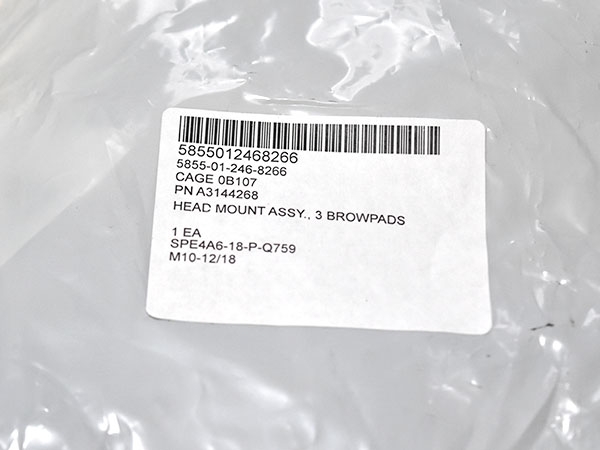 5855012468266
5855-01-246-8266
CAGE 0B107
PN A3144268
HEAD MOUNT ASSY., 3 BROWPADS
1 EA
SPE4A6-18-P-Q759
M10-12/18